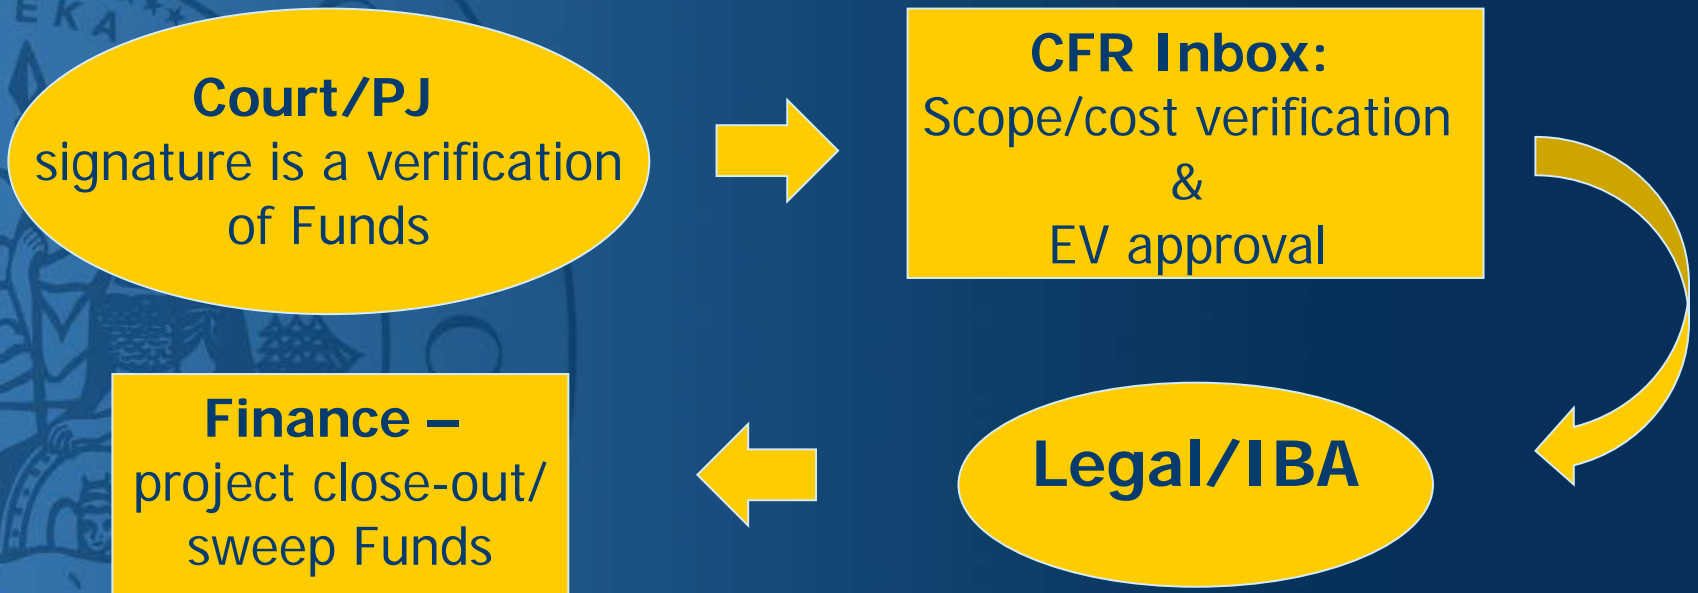 EKA
Court/PJ
signature is a verification
of Funds
CFR Inbox:
Scope/cost verification
&
EV approval
Legal/IBA
Finance –
project close-out/
sweep Funds